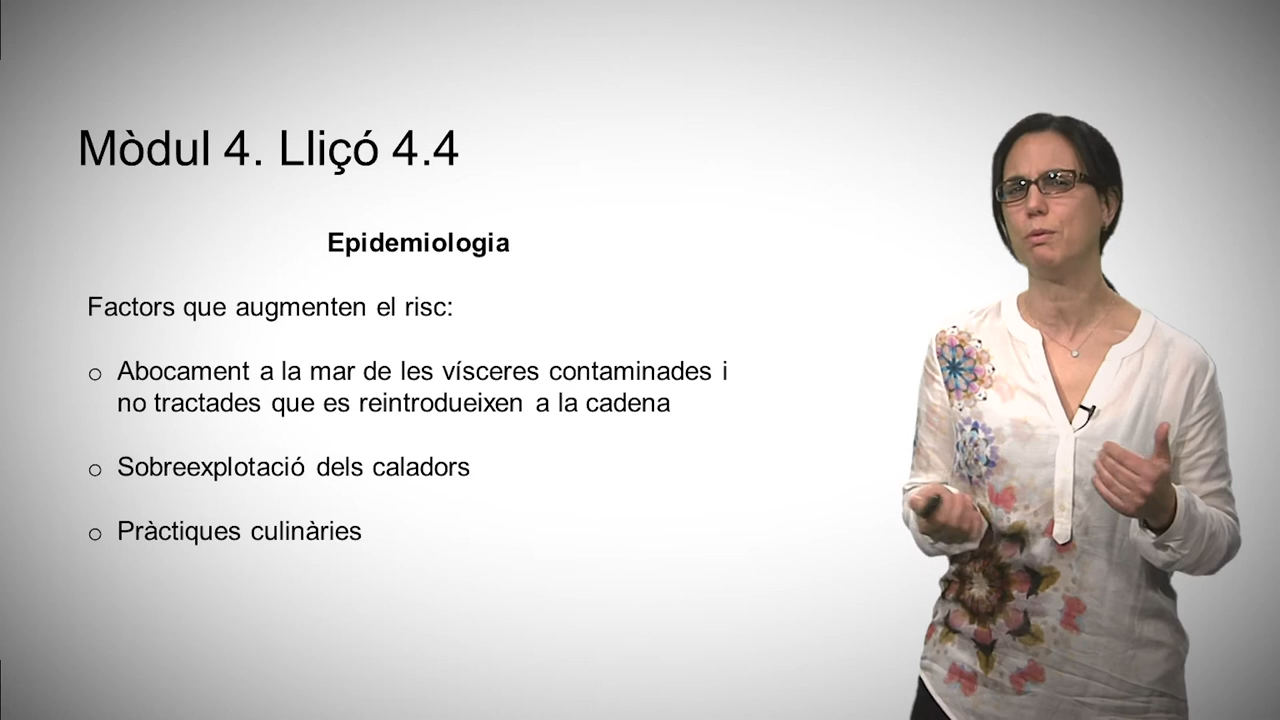 Mòdul 4. Lliçó 4.4
Epidemiologia
Factors que augmenten el risc:
o Abocament a la mar de les vísceres contaminades i
no tractades que es reintrodueixen a la cadena
o Sobreexplotació dels caladors
o Pràctiques culinàries